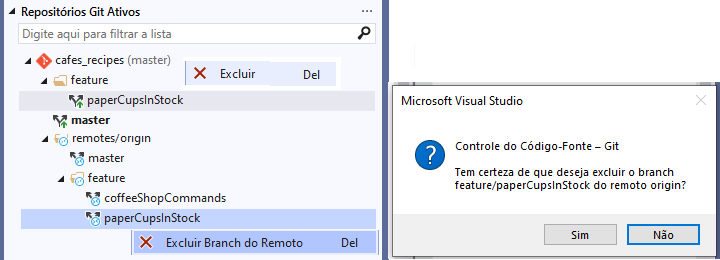 Repositórios Git Ativos
Digite aqui para filtrar a lista
cafes_recipes (master)
Excluir Del
feature
paperCupsInStock
master
remotes/origin
master
feature
coffeeShopCommands
paperCupsInStock
Excluir Branch do Remoto Del
Microsoft Visual Studio
Controle do Código-Fonte – Git
Tem certeza de que deseja excluir o branch
feature/paperCupsInStock do remoto origin?
Sim Não